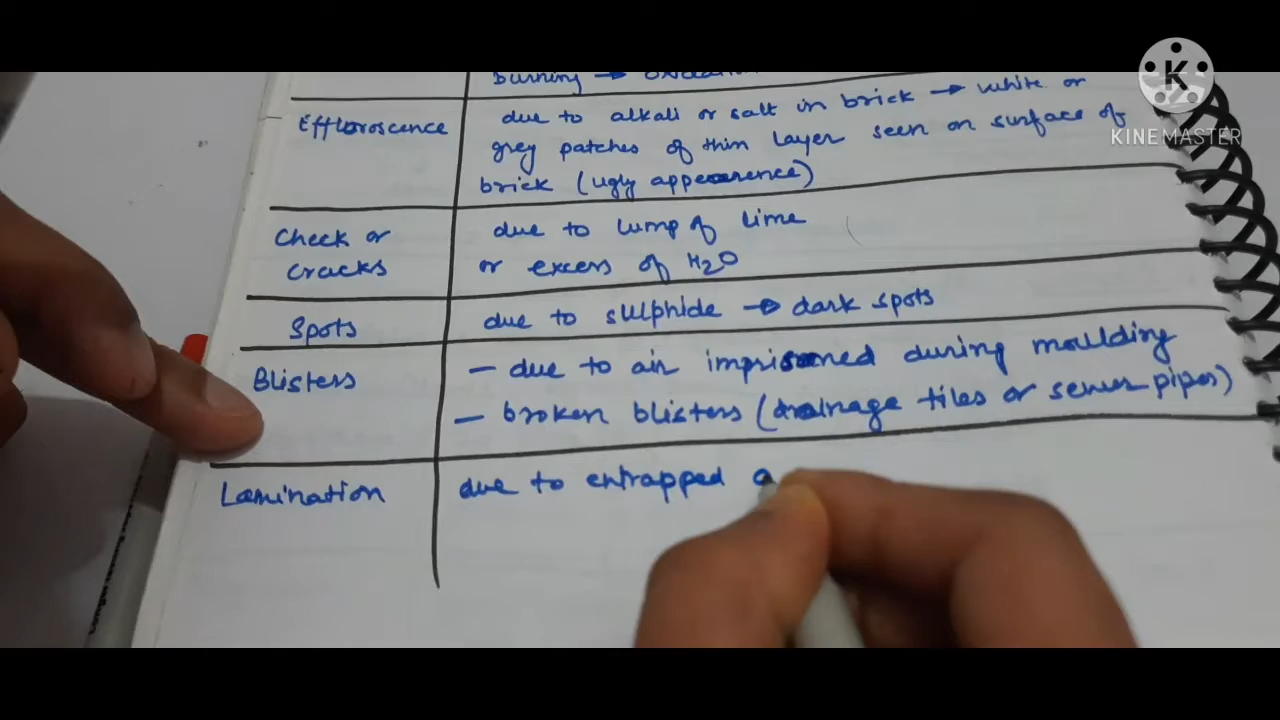 burning →
Effloroscence
due to alkali or salt in brick → white or
grey patches of thin layer seen on surface of
brick (ugly appearence)
Check or
cracks
due to lump of lime
or excess of H2O
Spots
due to sulphide → dark spots
Blisters
- due to air imprisoned during moulding
- broken blisters (drainage tiles or sewer pipes)
Lamination
due to entrapped a
K
KINEMASTER